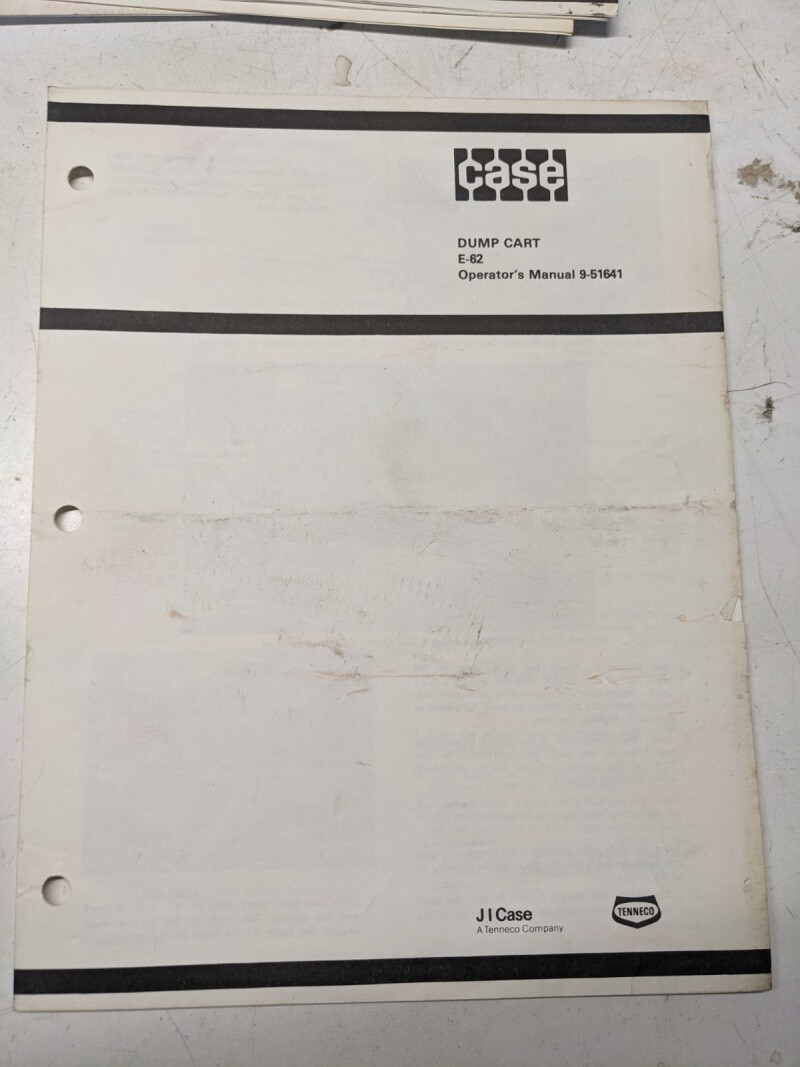 case
DUMP CART
E-62
Operator's Manual 9-51641
J I Case
A Tenneco Company
TENNECO